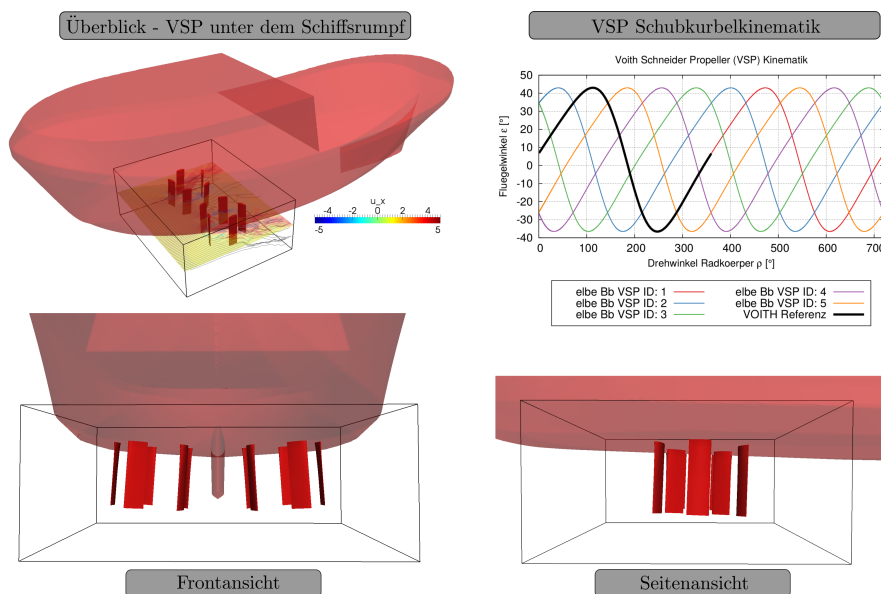 Überblick - VSP unter dem Schiffsrumpf
VSP Schubkurbelkinematik
u_x
-4 -2 0 2 4
-5 5
Voith Schneider Propeller (VSP) Kinematik
Fluegelwinkel ε [°]
50
40
30
20
10
0
-10
-20
-30
-40
0 100 200 300 400 500 600 700
Drehwinkel Radkoerper ρ [°]
elbe Bb VSP ID: 1
elbe Bb VSP ID: 2
elbe Bb VSP ID: 3
elbe Bb VSP ID: 4
elbe Bb VSP ID: 5
VOITH Referenz
Frontansicht
Seitenansicht